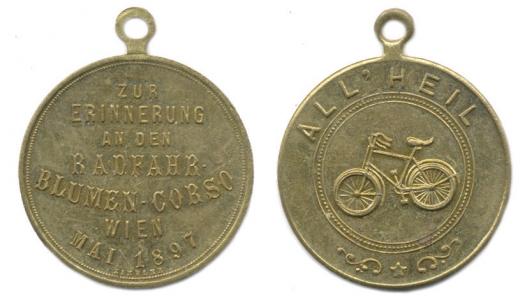 ZUR
ERINNERUNG
AN DEN
RADFAHR-
BLUMEN-CORSO
WIEN
MAI 1897
ALL' HEIL